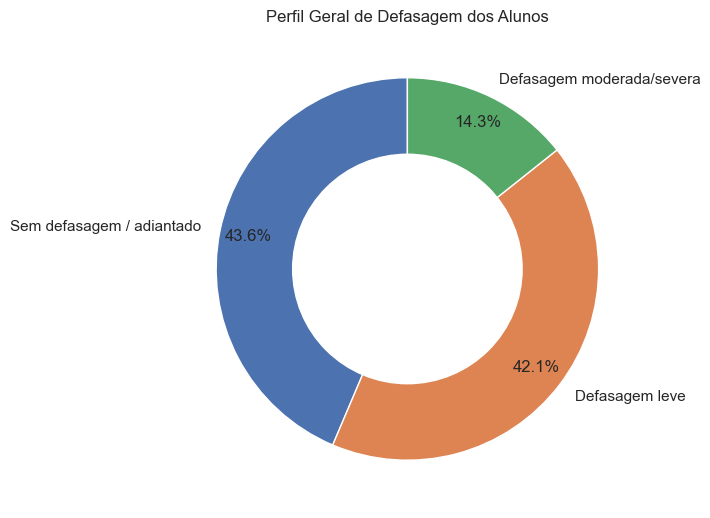 Perfil Geral de Defasagem dos Alunos
Defasagem moderada/severa
14.3%
Sem defasagem / adiantado
43.6%
42.1%
Defasagem leve